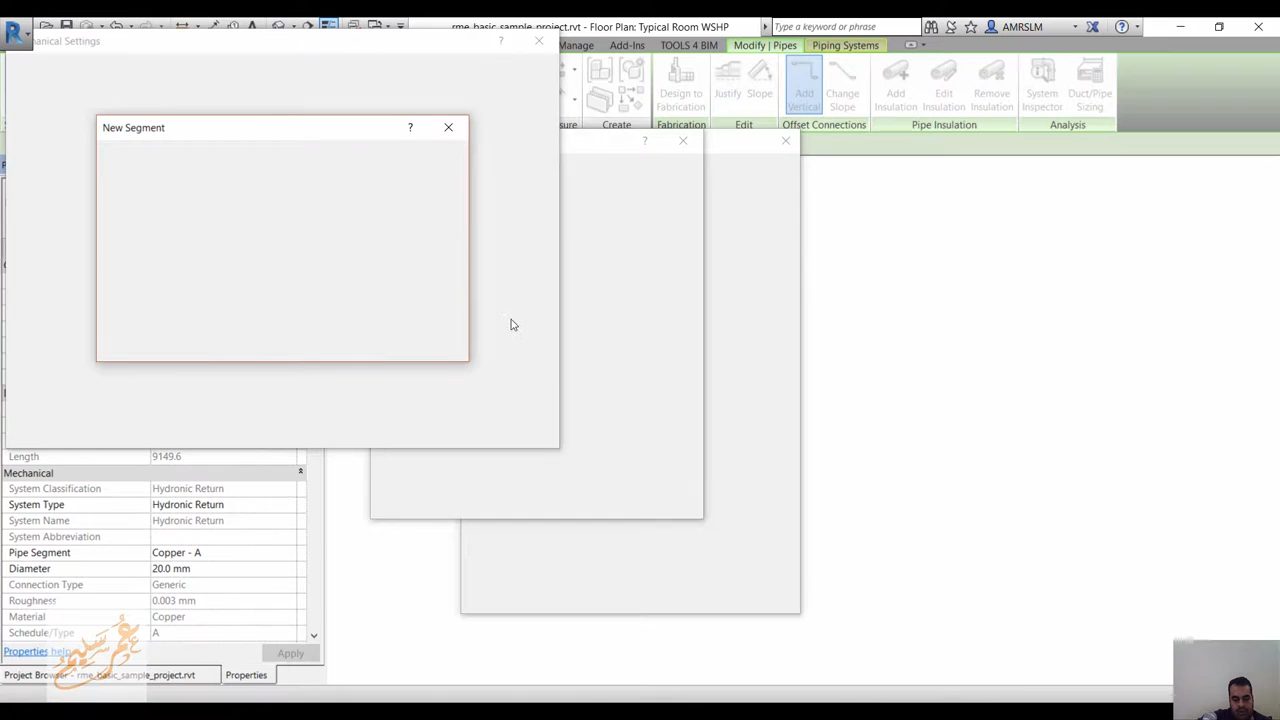 rme_basic_sample_project.rvt - Floor Plan: Typical Room WSHP
Type a keyword or phrase
AMRSLM
Manage
Add-Ins
TOOLS 4 BIM
Modify | Pipes
Piping Systems
Design to
Fabrication
Justify
Slope
Add
Vertical
Change
Slope
Add
Insulation
Edit
Insulation
Remove
Insulation
System
Inspector
Duct/Pipe
Sizing
Create
Fabrication
Edit
Offset Connections
Pipe Insulation
Analysis
New Segment
Length 9149.6
Mechanical
System Classification Hydronic Return
System Type Hydronic Return
System Name Hydronic Return
System Abbreviation
Pipe Segment Copper - A
Diameter 20.0 mm
Connection Type Generic
Roughness 0.003 mm
Material Copper
Schedule/Type A
Properties help
Apply
Project Browser - rme_basic_sample_project.rvt
Properties
عمر سليم